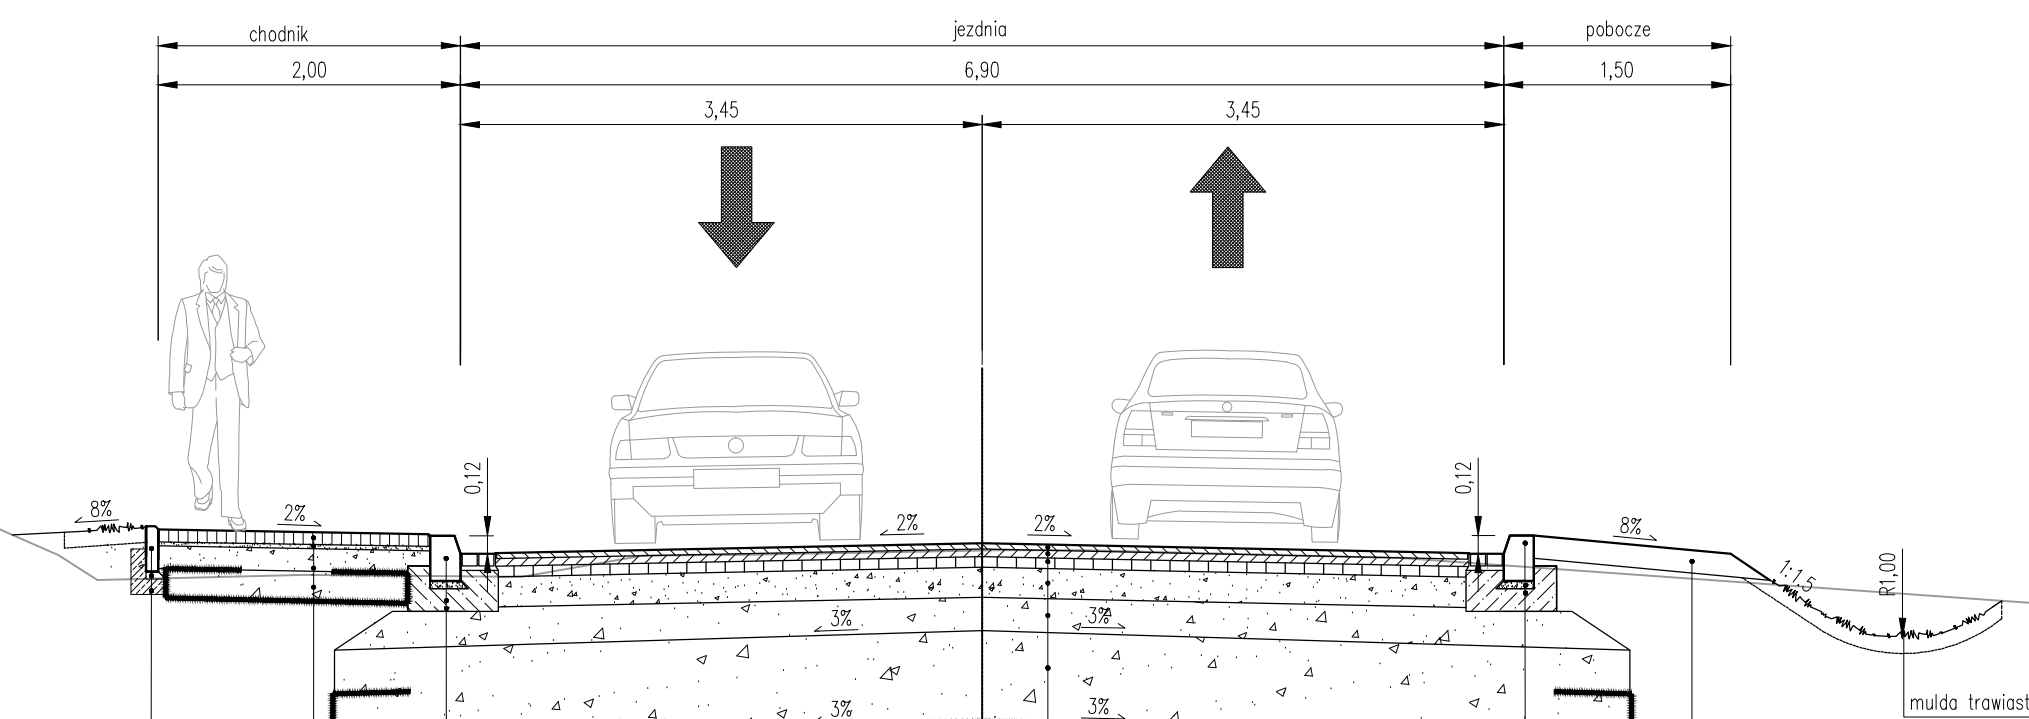 chodnik jezdnia pobocze
2,00 6,90 1,50
3,45 3,45
0,12 0,12
8% 2% 2% 2% 8%
1:1.5 R1,00
3% 3%
mulda trawiast
3% 3%